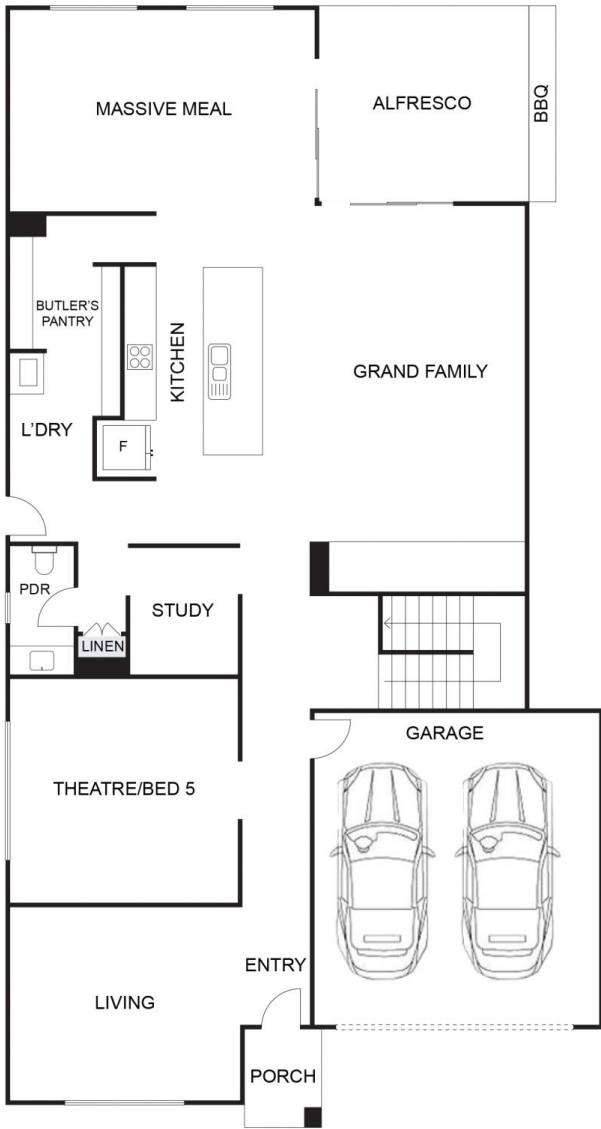 MASSIVE MEAL
ALFRESCO
BBQ
BUTLER'S
PANTRY
KITCHEN
GRAND FAMILY
L'DRY
F
PDR
STUDY
LINEN
GARAGE
THEATRE/BED 5
ENTRY
LIVING
PORCH